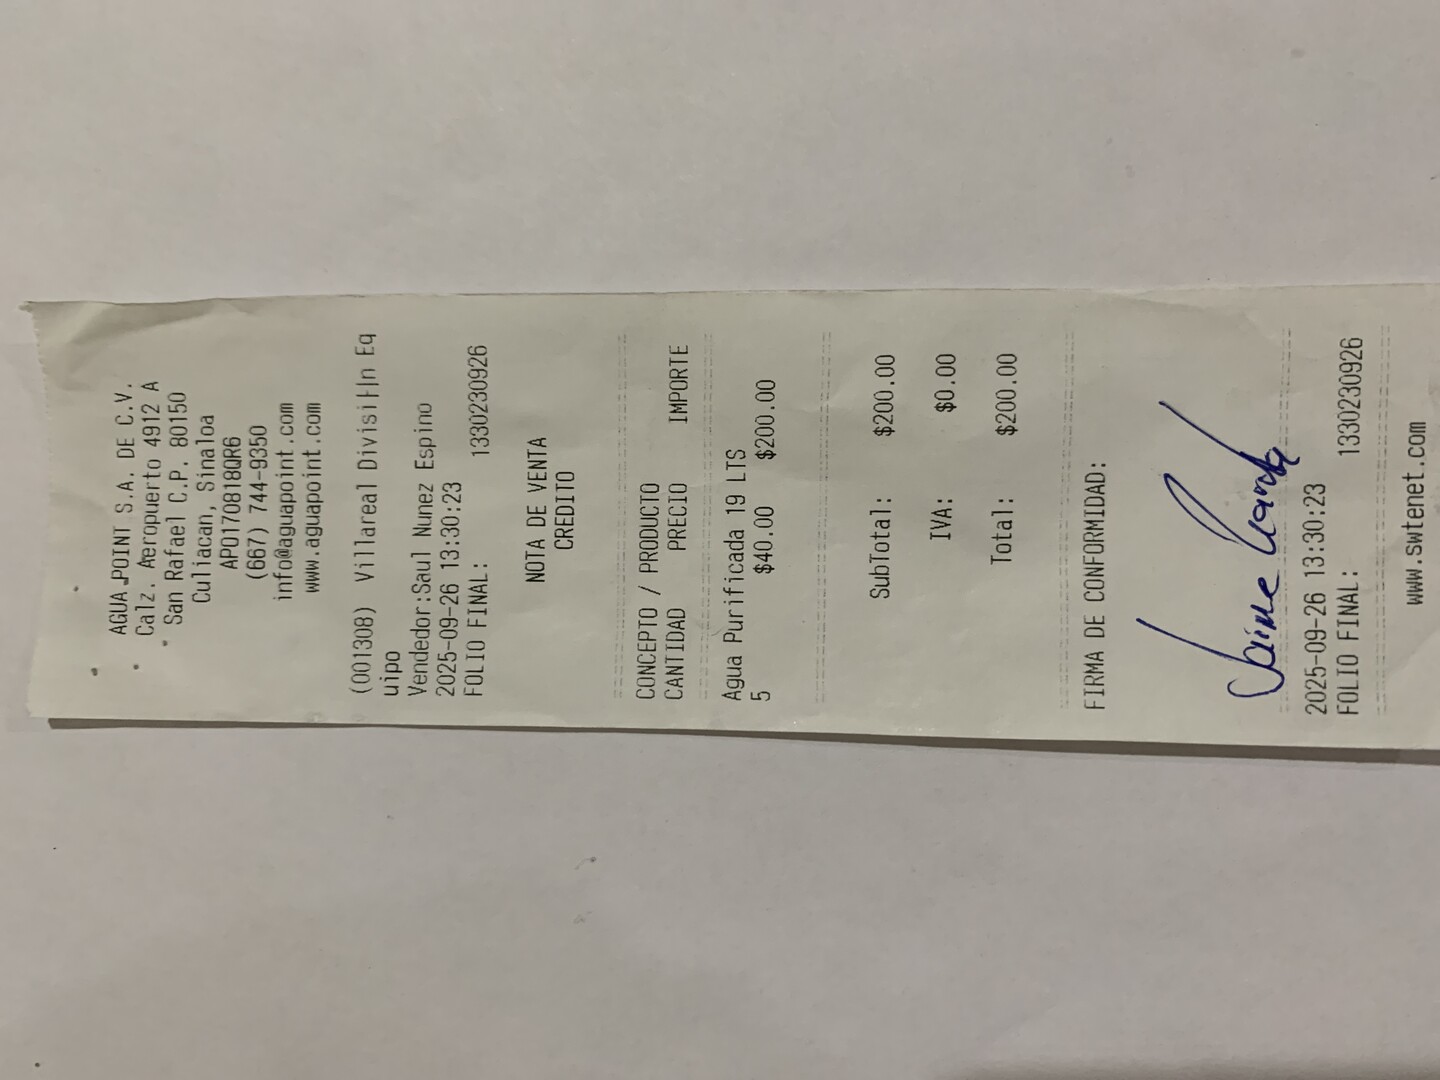 AGUA POINT S.A. DE C.V.
Calz. Aeropuerto 4912 A
San Rafael C.P. 80150
Culiacan, Sinaloa
APO170818QR6
(667) 744-9350
info@aguapoint.com
www.aguapoint.com
(001308) Villareal Divisi├n Eq
uipo
Vendedor:Saul Nunez Espino
2025-09-26 13:30:23
FOLIO FINAL: 1330230926
NOTA DE VENTA
CREDITO
CONCEPTO / PRODUCTO
CANTIDAD PRECIO IMPORTE
Agua Purificada 19 LTS
5 $40.00 $200.00
SubTotal: $200.00
IVA: $0.00
Total: $200.00
FIRMA DE CONFORMIDAD:
Jaime
2025-09-26 13:30:23
FOLIO FINAL: 1330230926
www.swtenet.com